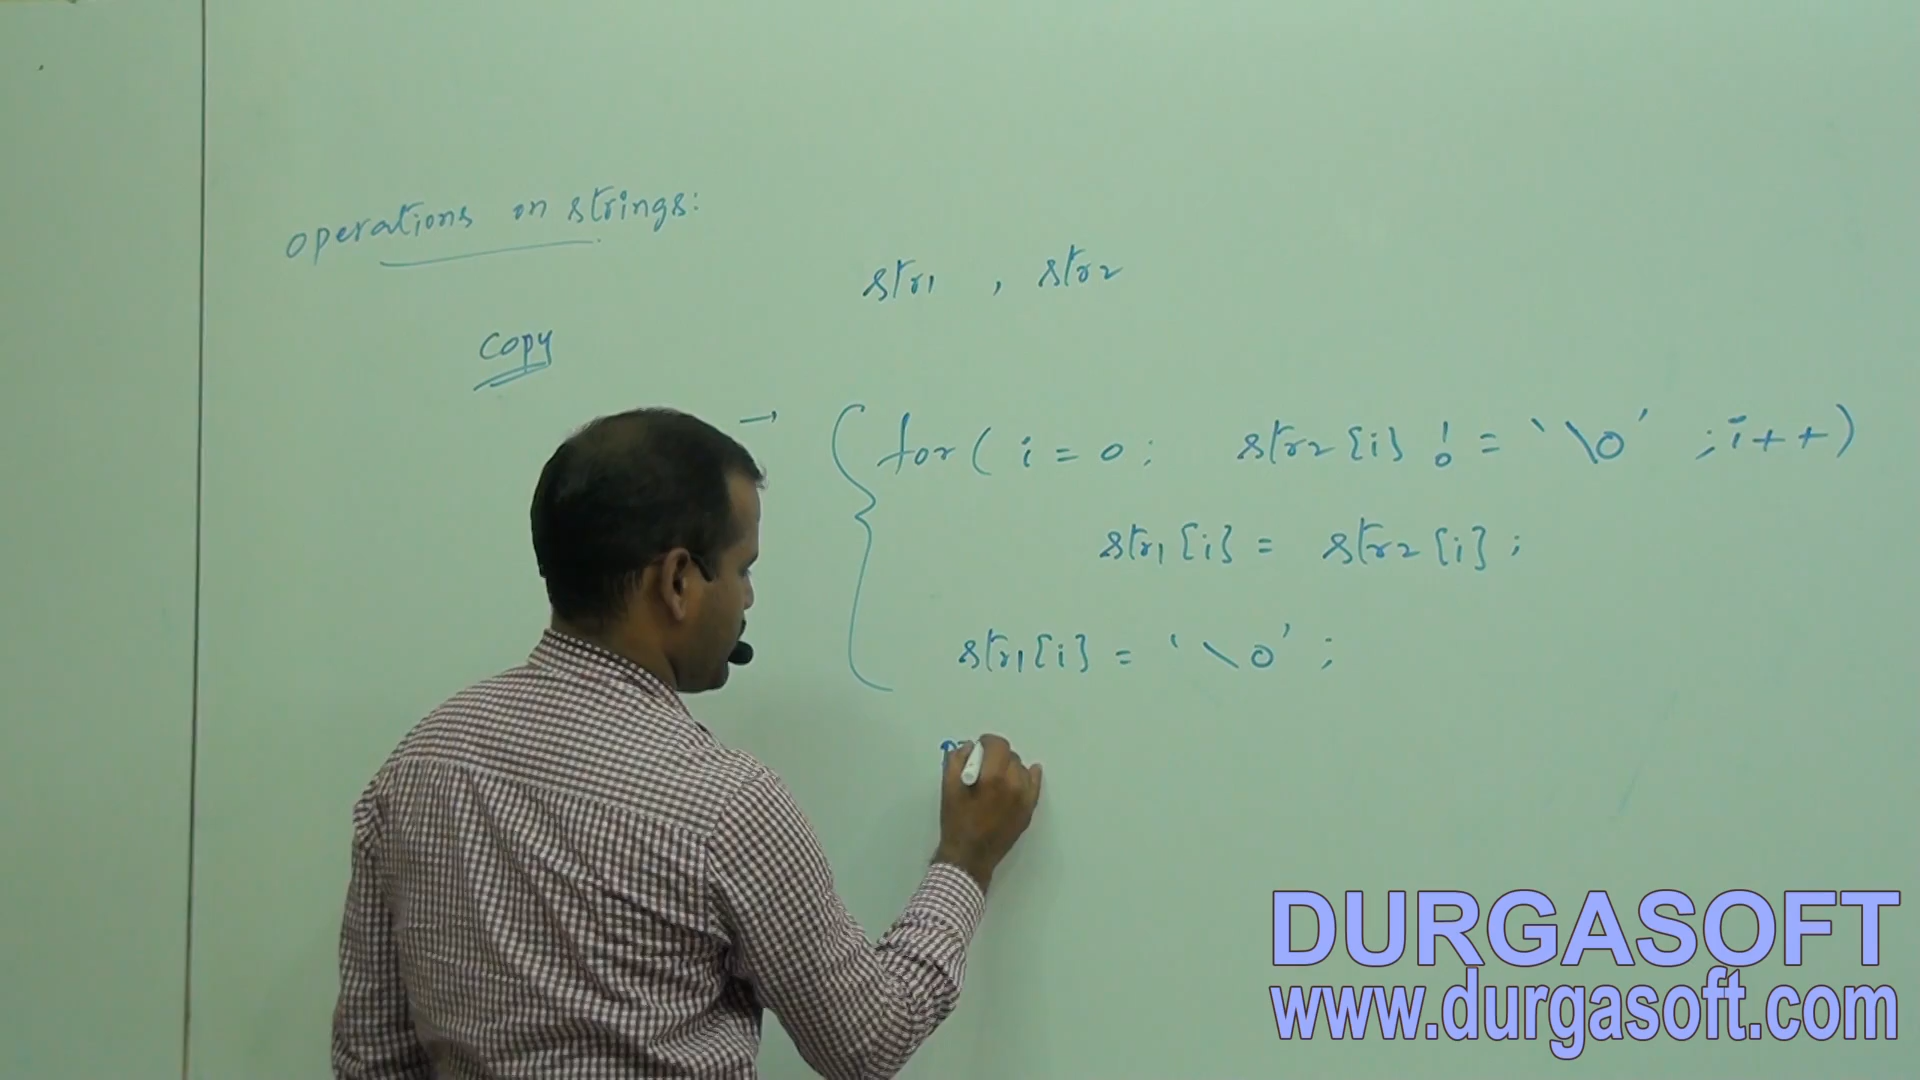 operations on strings:
str1 , str2
copy
→ { for( i = 0; str2[i] != '\0' ; i++)
str1[i] = str2[i];
str1[i] = '\0' ;
DURGASOFT
www.durgasoft.com